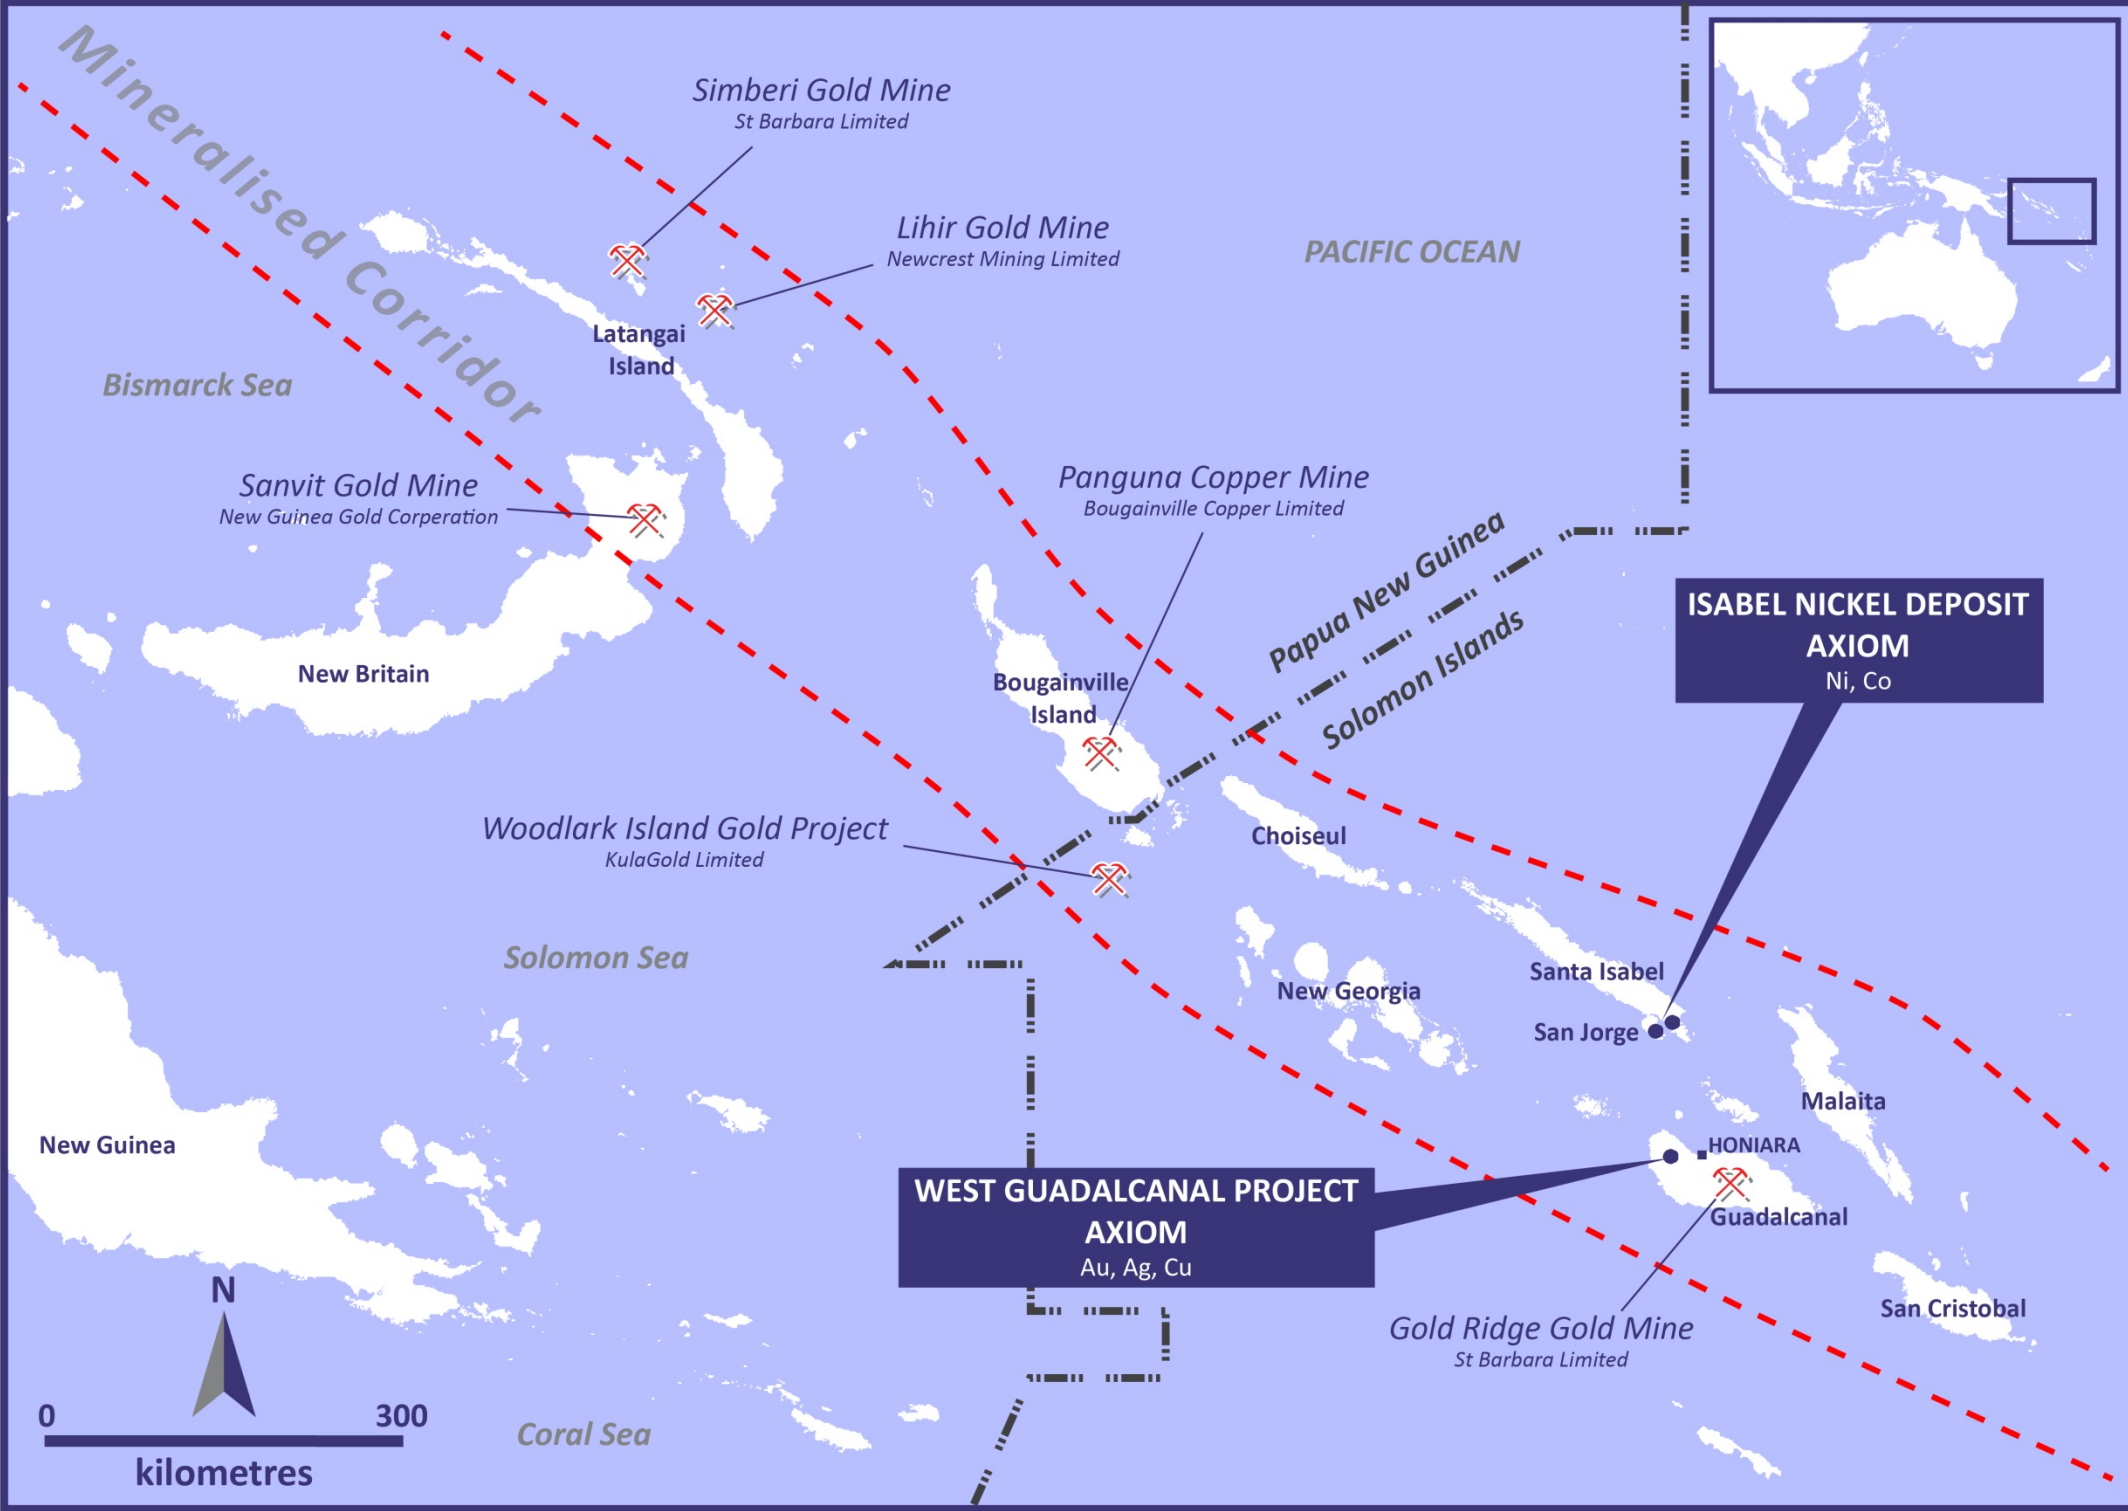 Mineralised Corridor
Simberi Gold Mine
St Barbara Limited
Lihir Gold Mine
Newcrest Mining Limited
PACIFIC OCEAN
Latangai
Island
Bismarck Sea
Sanvit Gold Mine
New Guinea Gold Corperation
Panguna Copper Mine
Bougainville Copper Limited
Papua New Guinea
Solomon Islands
ISABEL NICKEL DEPOSIT
AXIOM
Ni, Co
New Britain
Bougainville
Island
Woodlark Island Gold Project
KulaGold Limited
Choiseul
Solomon Sea
Santa Isabel
New Georgia
San Jorge
Malaita
New Guinea
HONIARA
WEST GUADALCANAL PROJECT
AXIOM
Au, Ag, Cu
Guadalcanal
San Cristobal
Gold Ridge Gold Mine
St Barbara Limited
N
0 300
kilometres
Coral Sea